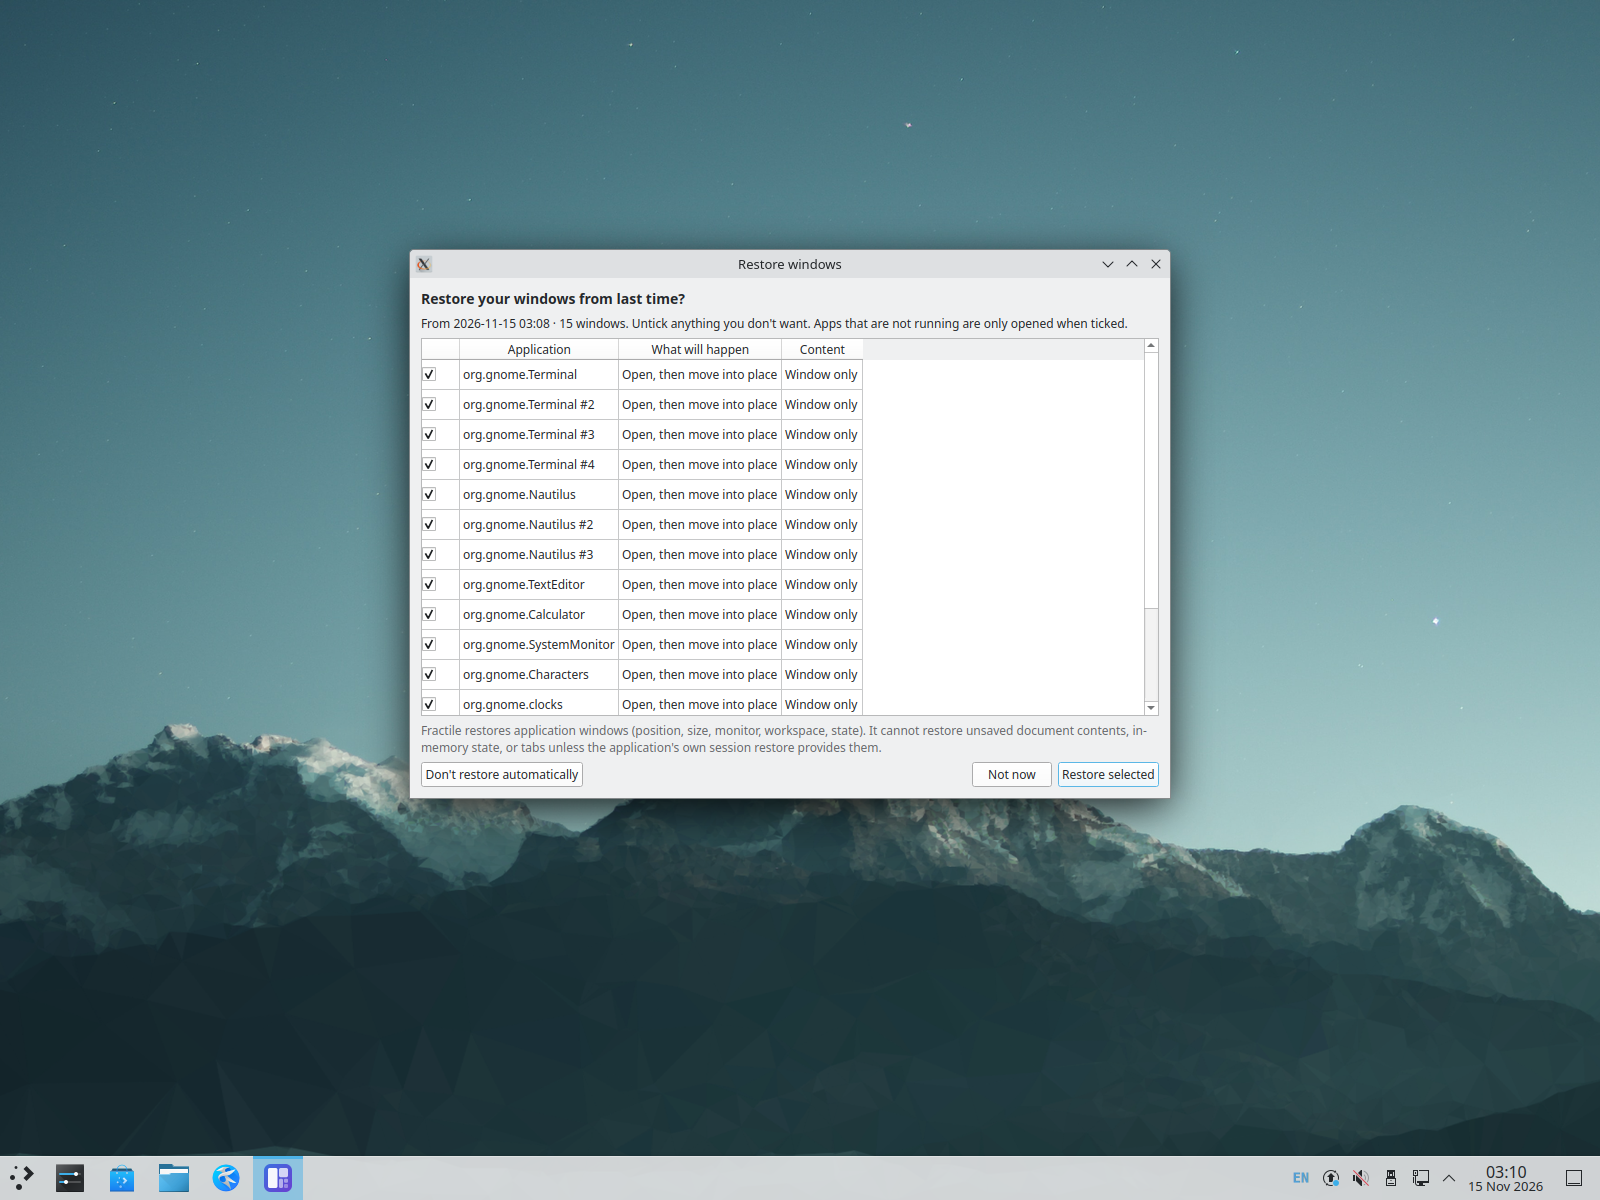 Restore windows
Restore your windows from last time?
From 2026-11-15 03:08 · 15 windows. Untick anything you don't want. Apps that are not running are only opened when ticked.
Application What will happen Content
org.gnome.Terminal Open, then move into place Window only
org.gnome.Terminal #2 Open, then move into place Window only
org.gnome.Terminal #3 Open, then move into place Window only
org.gnome.Terminal #4 Open, then move into place Window only
org.gnome.Nautilus Open, then move into place Window only
org.gnome.Nautilus #2 Open, then move into place Window only
org.gnome.Nautilus #3 Open, then move into place Window only
org.gnome.TextEditor Open, then move into place Window only
org.gnome.Calculator Open, then move into place Window only
org.gnome.SystemMonitor Open, then move into place Window only
org.gnome.Characters Open, then move into place Window only
org.gnome.clocks Open, then move into place Window only
Fractile restores application windows (position, size, monitor, workspace, state). It cannot restore unsaved document contents, in-
memory state, or tabs unless the application's own session restore provides them.
Don't restore automatically Not now Restore selected
EN 03:10
15 Nov 2026